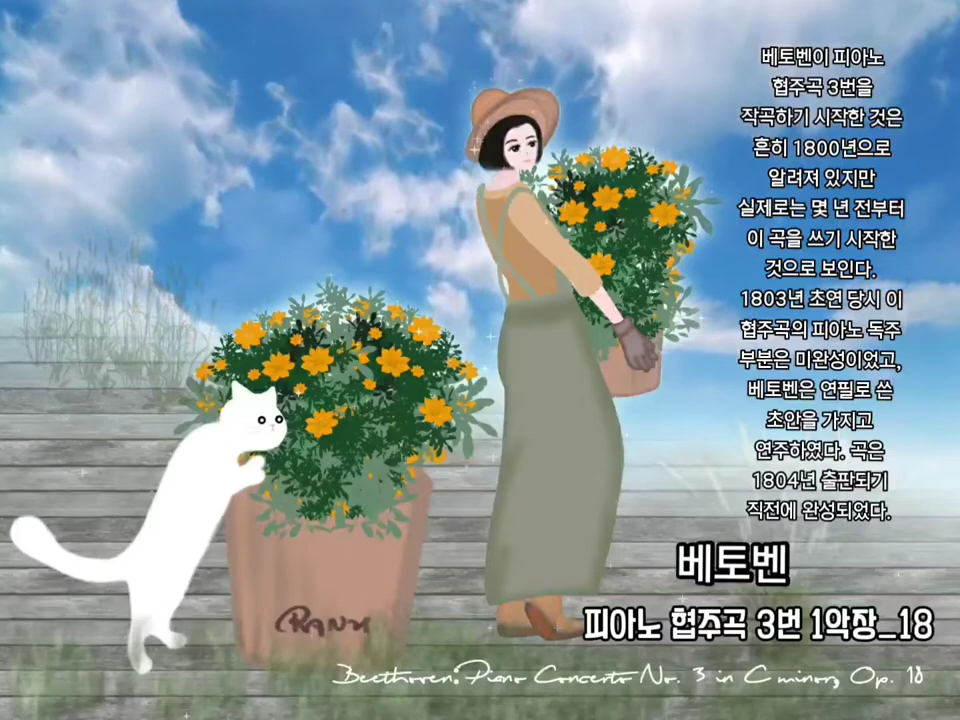 베토벤이 피아노
협주곡 3번을
작곡하기 시작한 것은
흔히 1800년으로
알려져 있지만
실제로는 몇 년 전부터
이 곡을 쓰기 시작한
것으로 보인다.
1803년 초연 당시 이
협주곡의 피아노 독주
부분은 미완성이었고,
베토벤은 연필로 쓴
초안을 가지고
연주하였다. 곡은
1804년 출판되기
직전에 완성되었다.
베토벤
피아노 협주곡 3번 1악장_18
Beethoven: Piano Concerto No. 3 in C minor, Op. 18